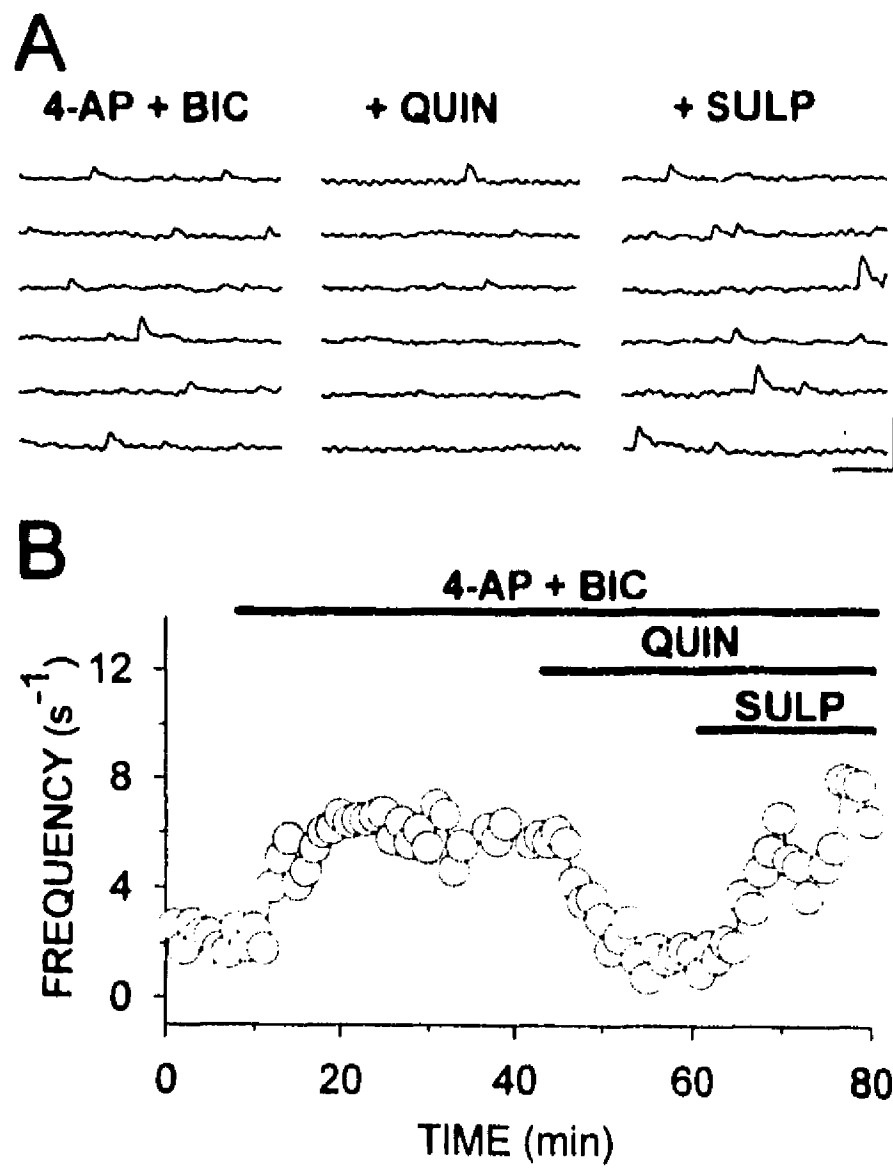 A
4-AP + BIC + QUIN + SULP
B
4-AP + BIC
QUIN
SULP
FREQUENCY (s⁻¹)
12
8
4
0
0 20 40 60 80
TIME (min)